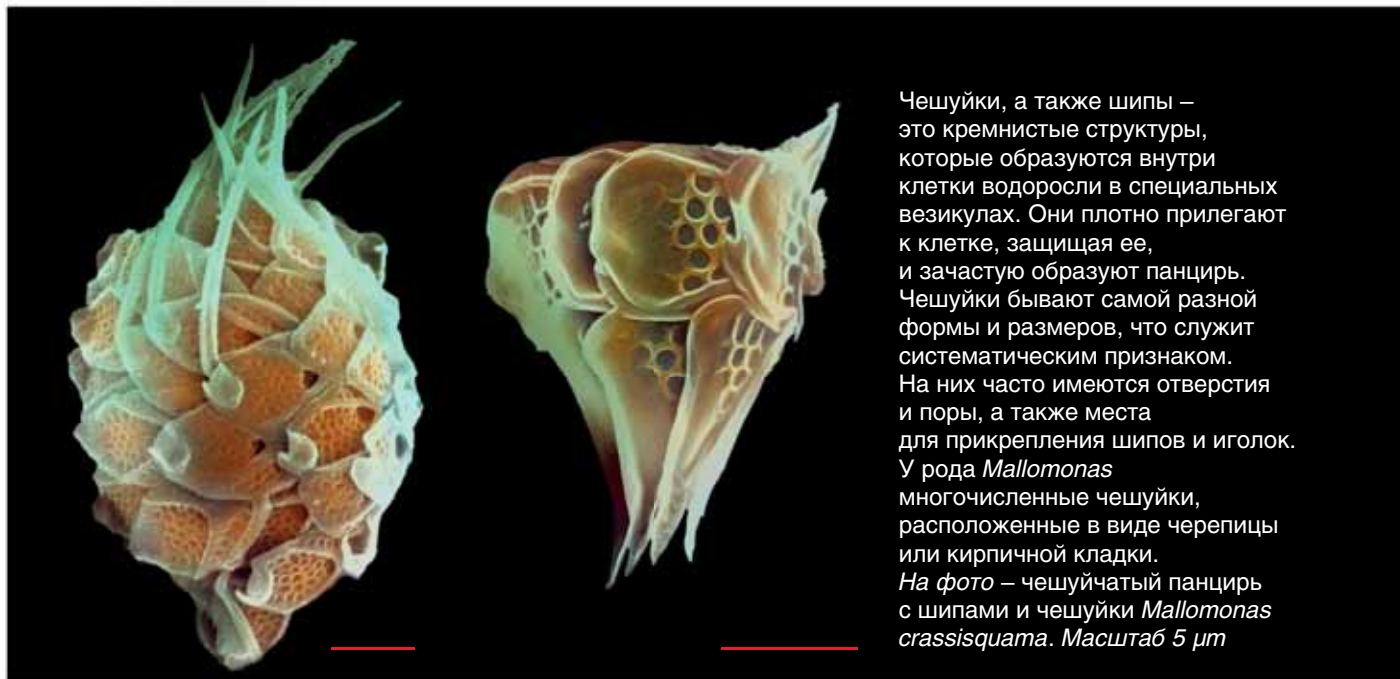 Чешуйки, а также шипы –
это кремнистые структуры,
которые образуются внутри
клетки водоросли в специальных
везикулах. Они плотно прилегают
к клетке, защищая ее,
и зачастую образуют панцирь.
Чешуйки бывают самой разной
формы и размеров, что служит
систематическим признаком.
На них часто имеются отверстия
и поры, а также места
для прикрепления шипов и иголок.
У рода Mallomonas
многочисленные чешуйки,
расположенные в виде черепицы
или кирпичной кладки.
На фото – чешуйчатый панцирь
с шипами и чешуйки Mallomonas
crassisquama. Масштаб 5 µm